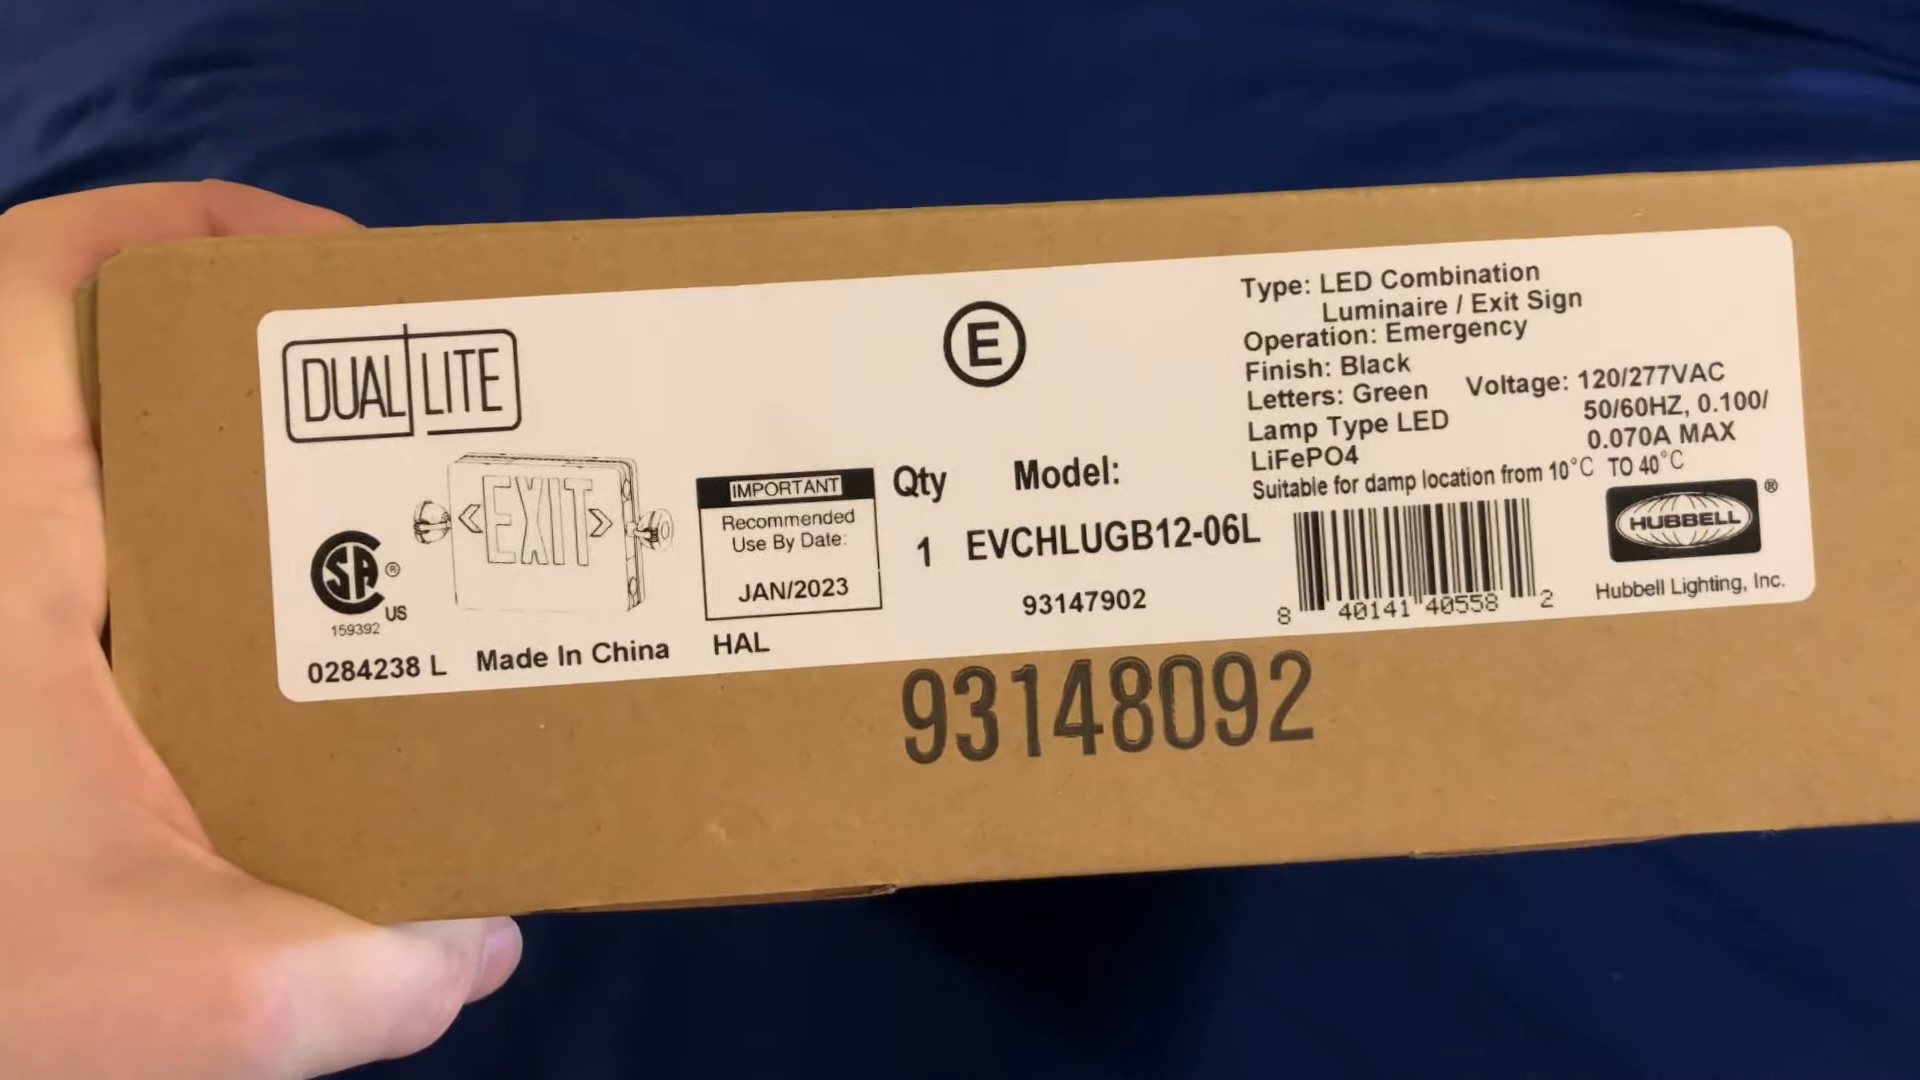 DUAL LITE
E
Type: LED Combination
Luminaire / Exit Sign
Operation: Emergency
Finish: Black
Letters: Green
Voltage: 120/277VAC
50/60HZ, 0.100/
0.070A MAX
Lamp Type LED
LiFePO4
Suitable for damp location from 10°C TO 40°C
EXIT
SA ® US
159392
IMPORTANT
Recommended
Use By Date:
JAN/2023
Qty
1
Model:
EVCHLUGB12-06L
93147902
8 40141 40558 2
HUBBELL ®
Hubbell Lighting, Inc.
0284238 L Made In China HAL
93148092